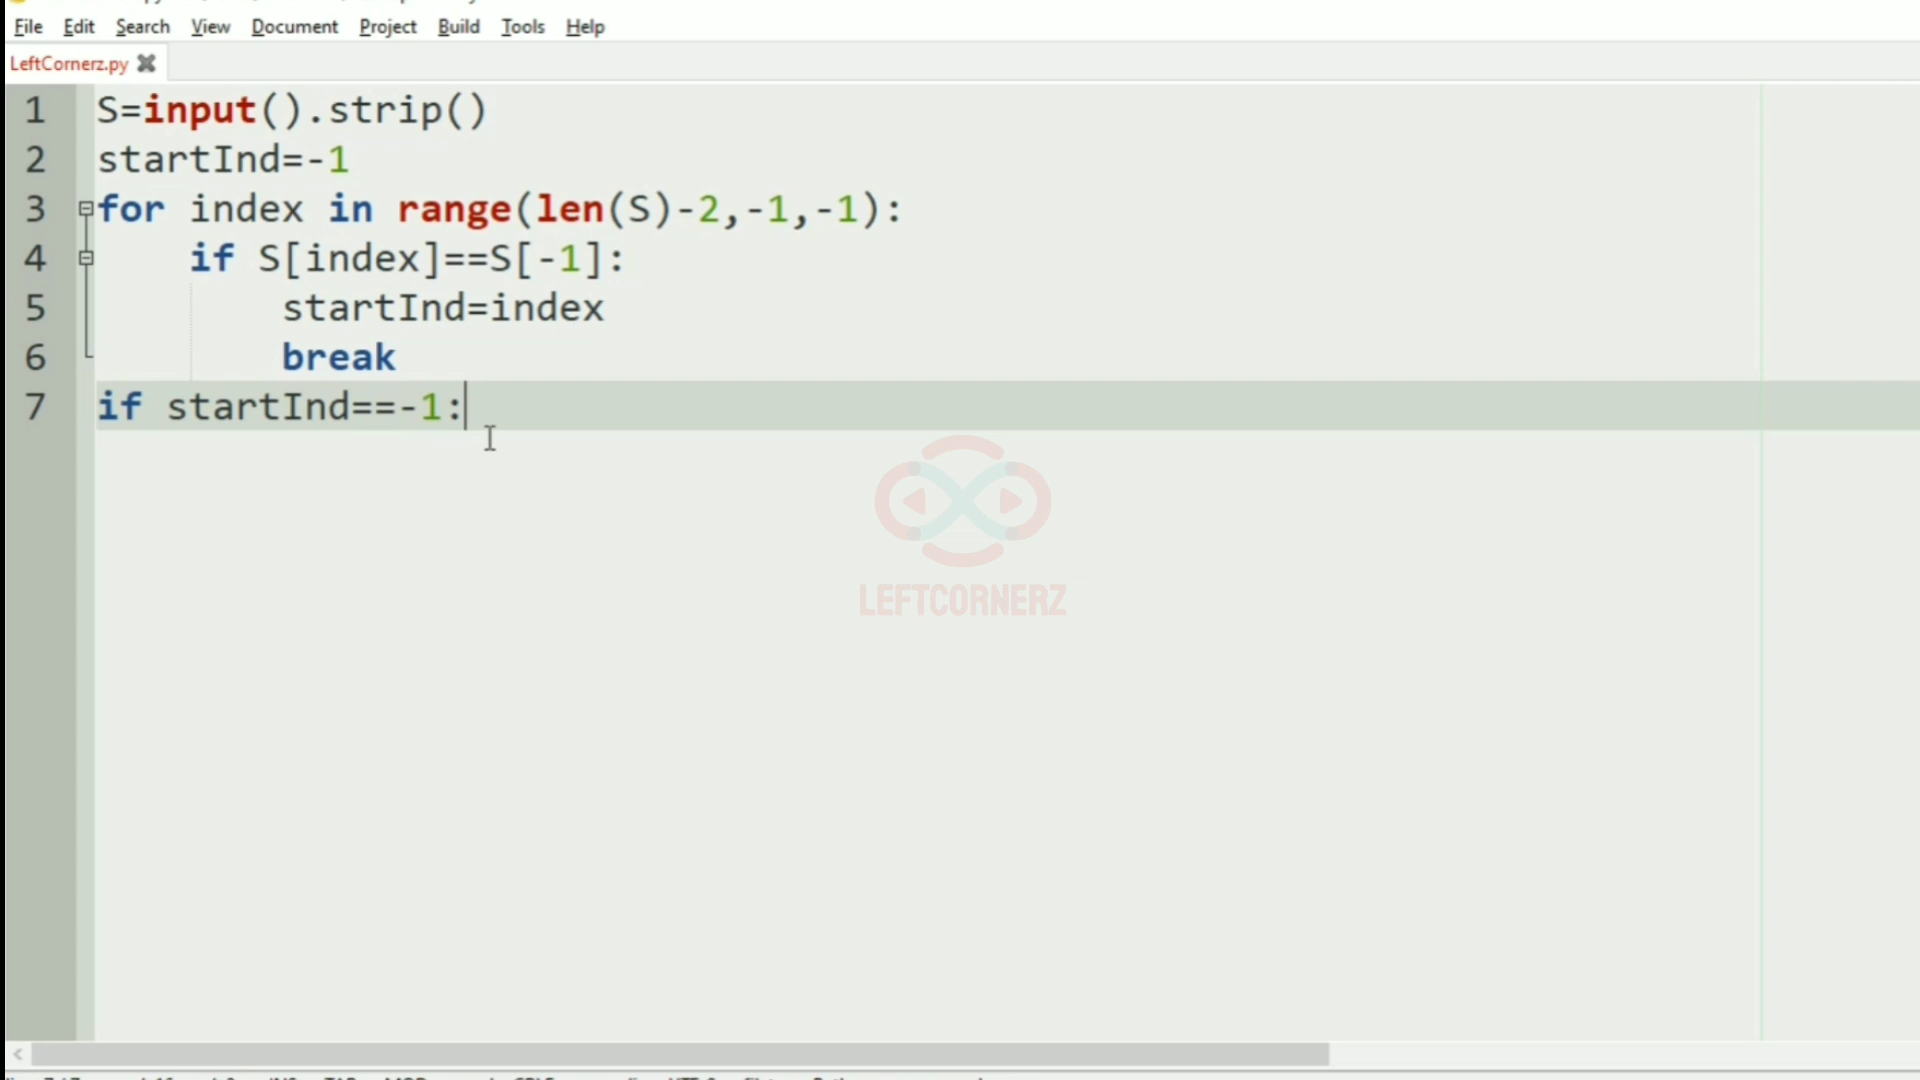 File Edit Search View Document Project Build Tools Help
LeftCornerz.py
1 S=input().strip()
2 startInd=-1
3 for index in range(len(S)-2,-1,-1):
4 if S[index]==S[-1]:
5 startInd=index
6 break
7 if startInd==-1:
LEFTCORNERZ